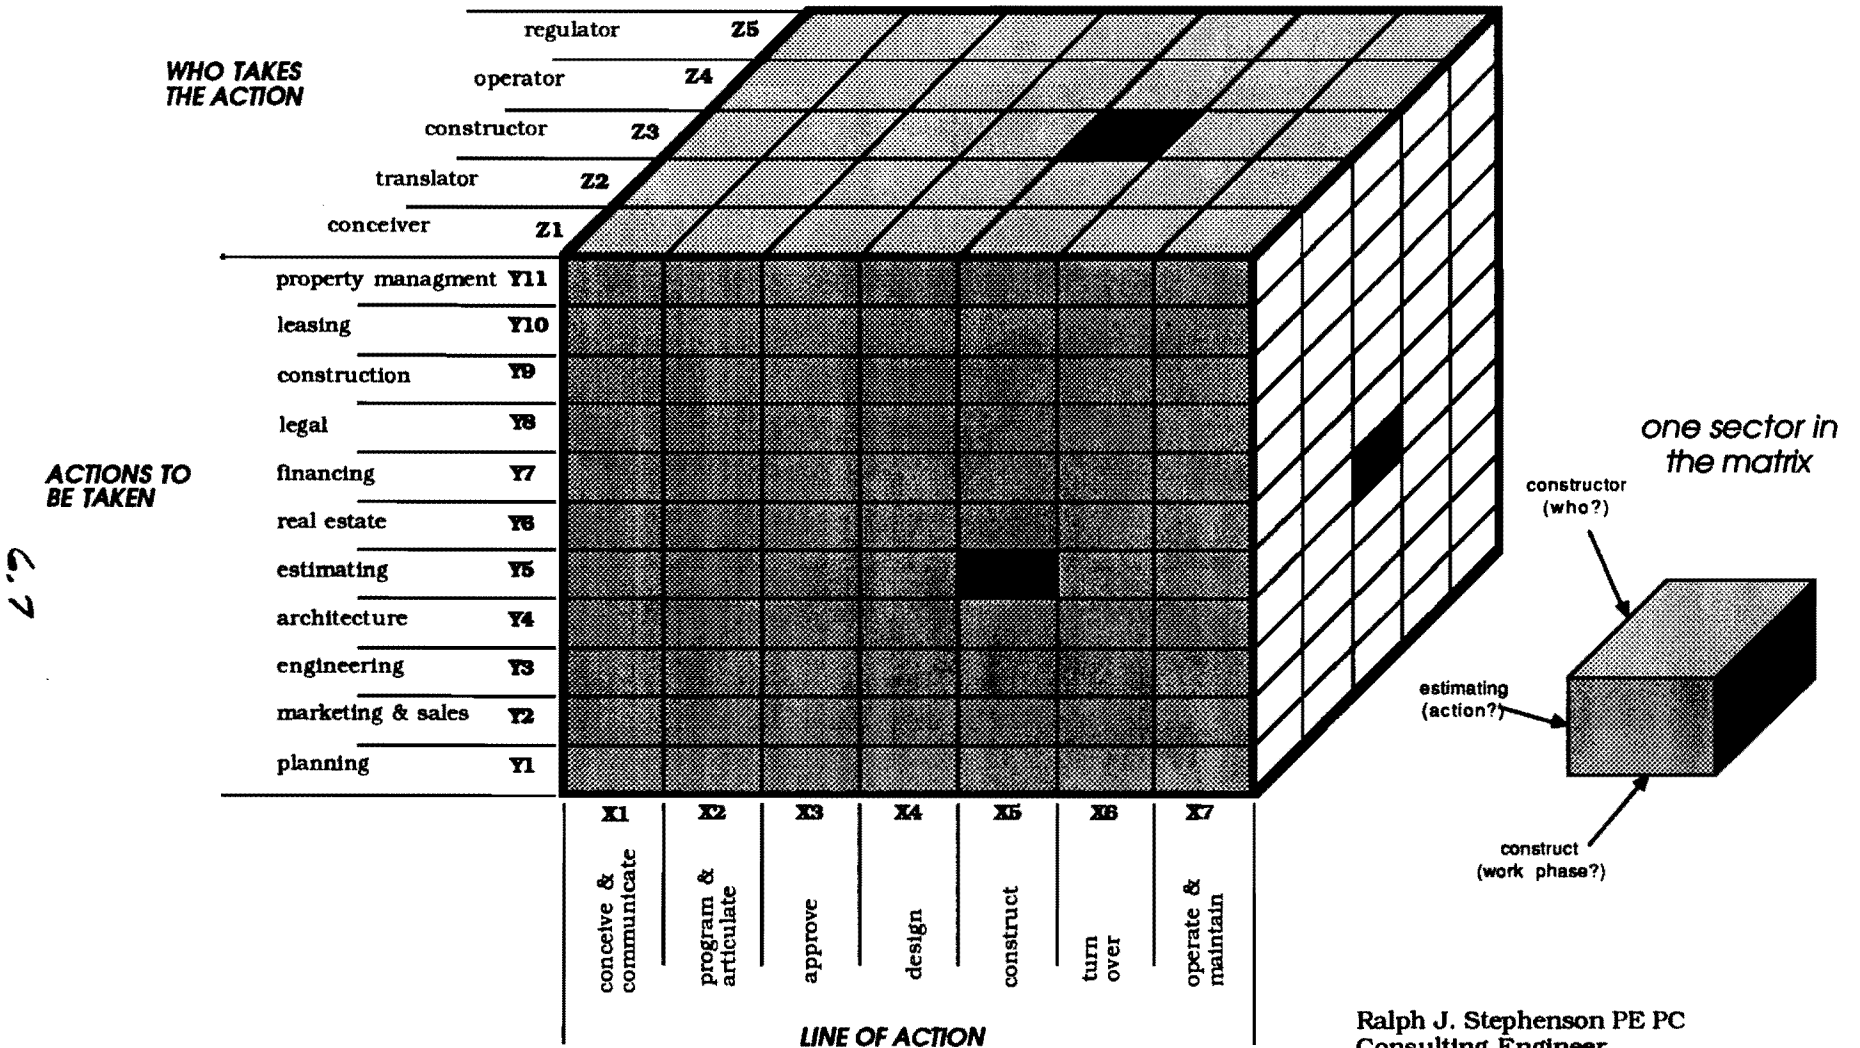 regulator Z5
WHO TAKES
THE ACTION
operator Z4
constructor Z3
translator Z2
conceiver Z1
property managment Y11
leasing Y10
construction Y9
legal Y8
ACTIONS TO
BE TAKEN
financing Y7
real estate Y6
estimating Y5
architecture Y4
engineering Y3
marketing & sales Y2
planning Y1
X1 X2 X3 X4 X5 X6 X7
conceive &
communicate
program &
articulate
approve
design
construct
turn
over
operate &
maintain
LINE OF ACTION
one sector in
the matrix
constructor
(who?)
estimating
(action?)
construct
(work phase?)
6.7
Ralph J. Stephenson PE PC
Consulting Engineer